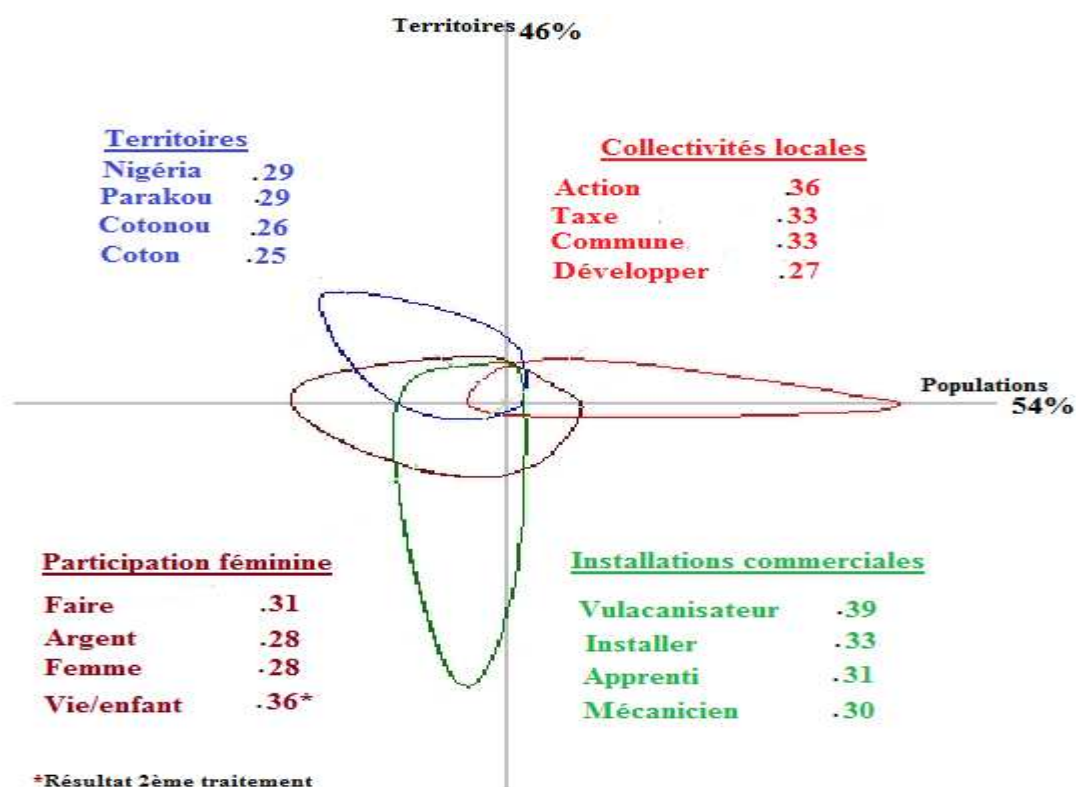 Territoires 46%
Territoires
Nigéria .29
Parakou .29
Cotonou .26
Coton .25
Collectivités locales
Action .36
Taxe .33
Commune .33
Développer .27
Populations
54%
Participation féminine
Faire .31
Argent .28
Femme .28
Vie/enfant .36*
Installations commerciales
Vulacanisateur .39
Installer .33
Apprenti .31
Mécanicien .30
*Résultat 2ème traitement